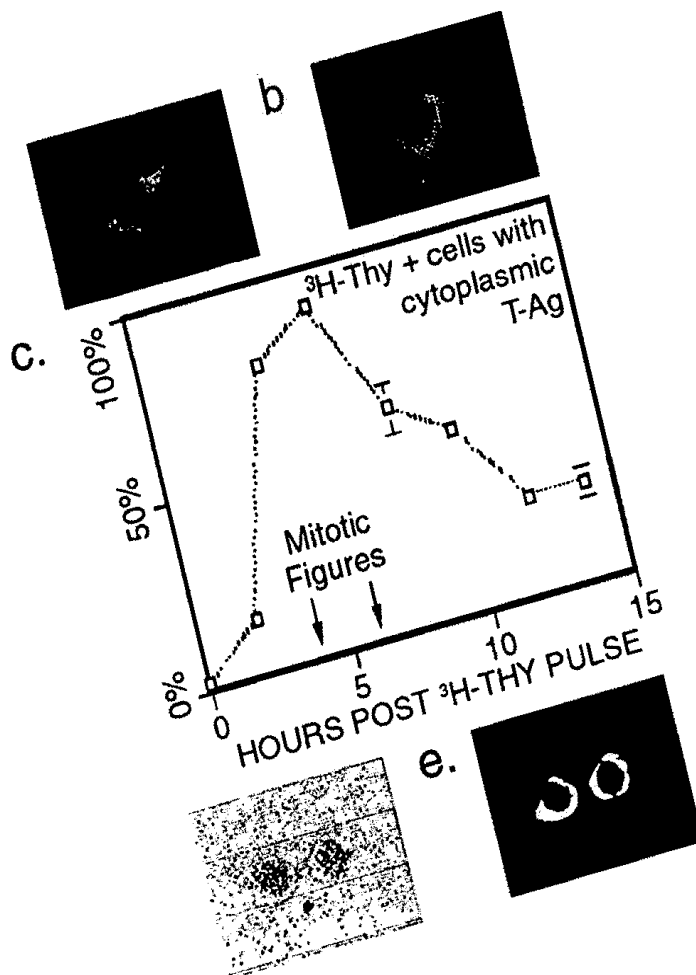 b
³H-Thy + cells with
cytoplasmic
T-Ag
c.
100%
50%
0%
Mitotic
Figures
0
5
10
15
HOURS POST ³H-THY PULSE
e.